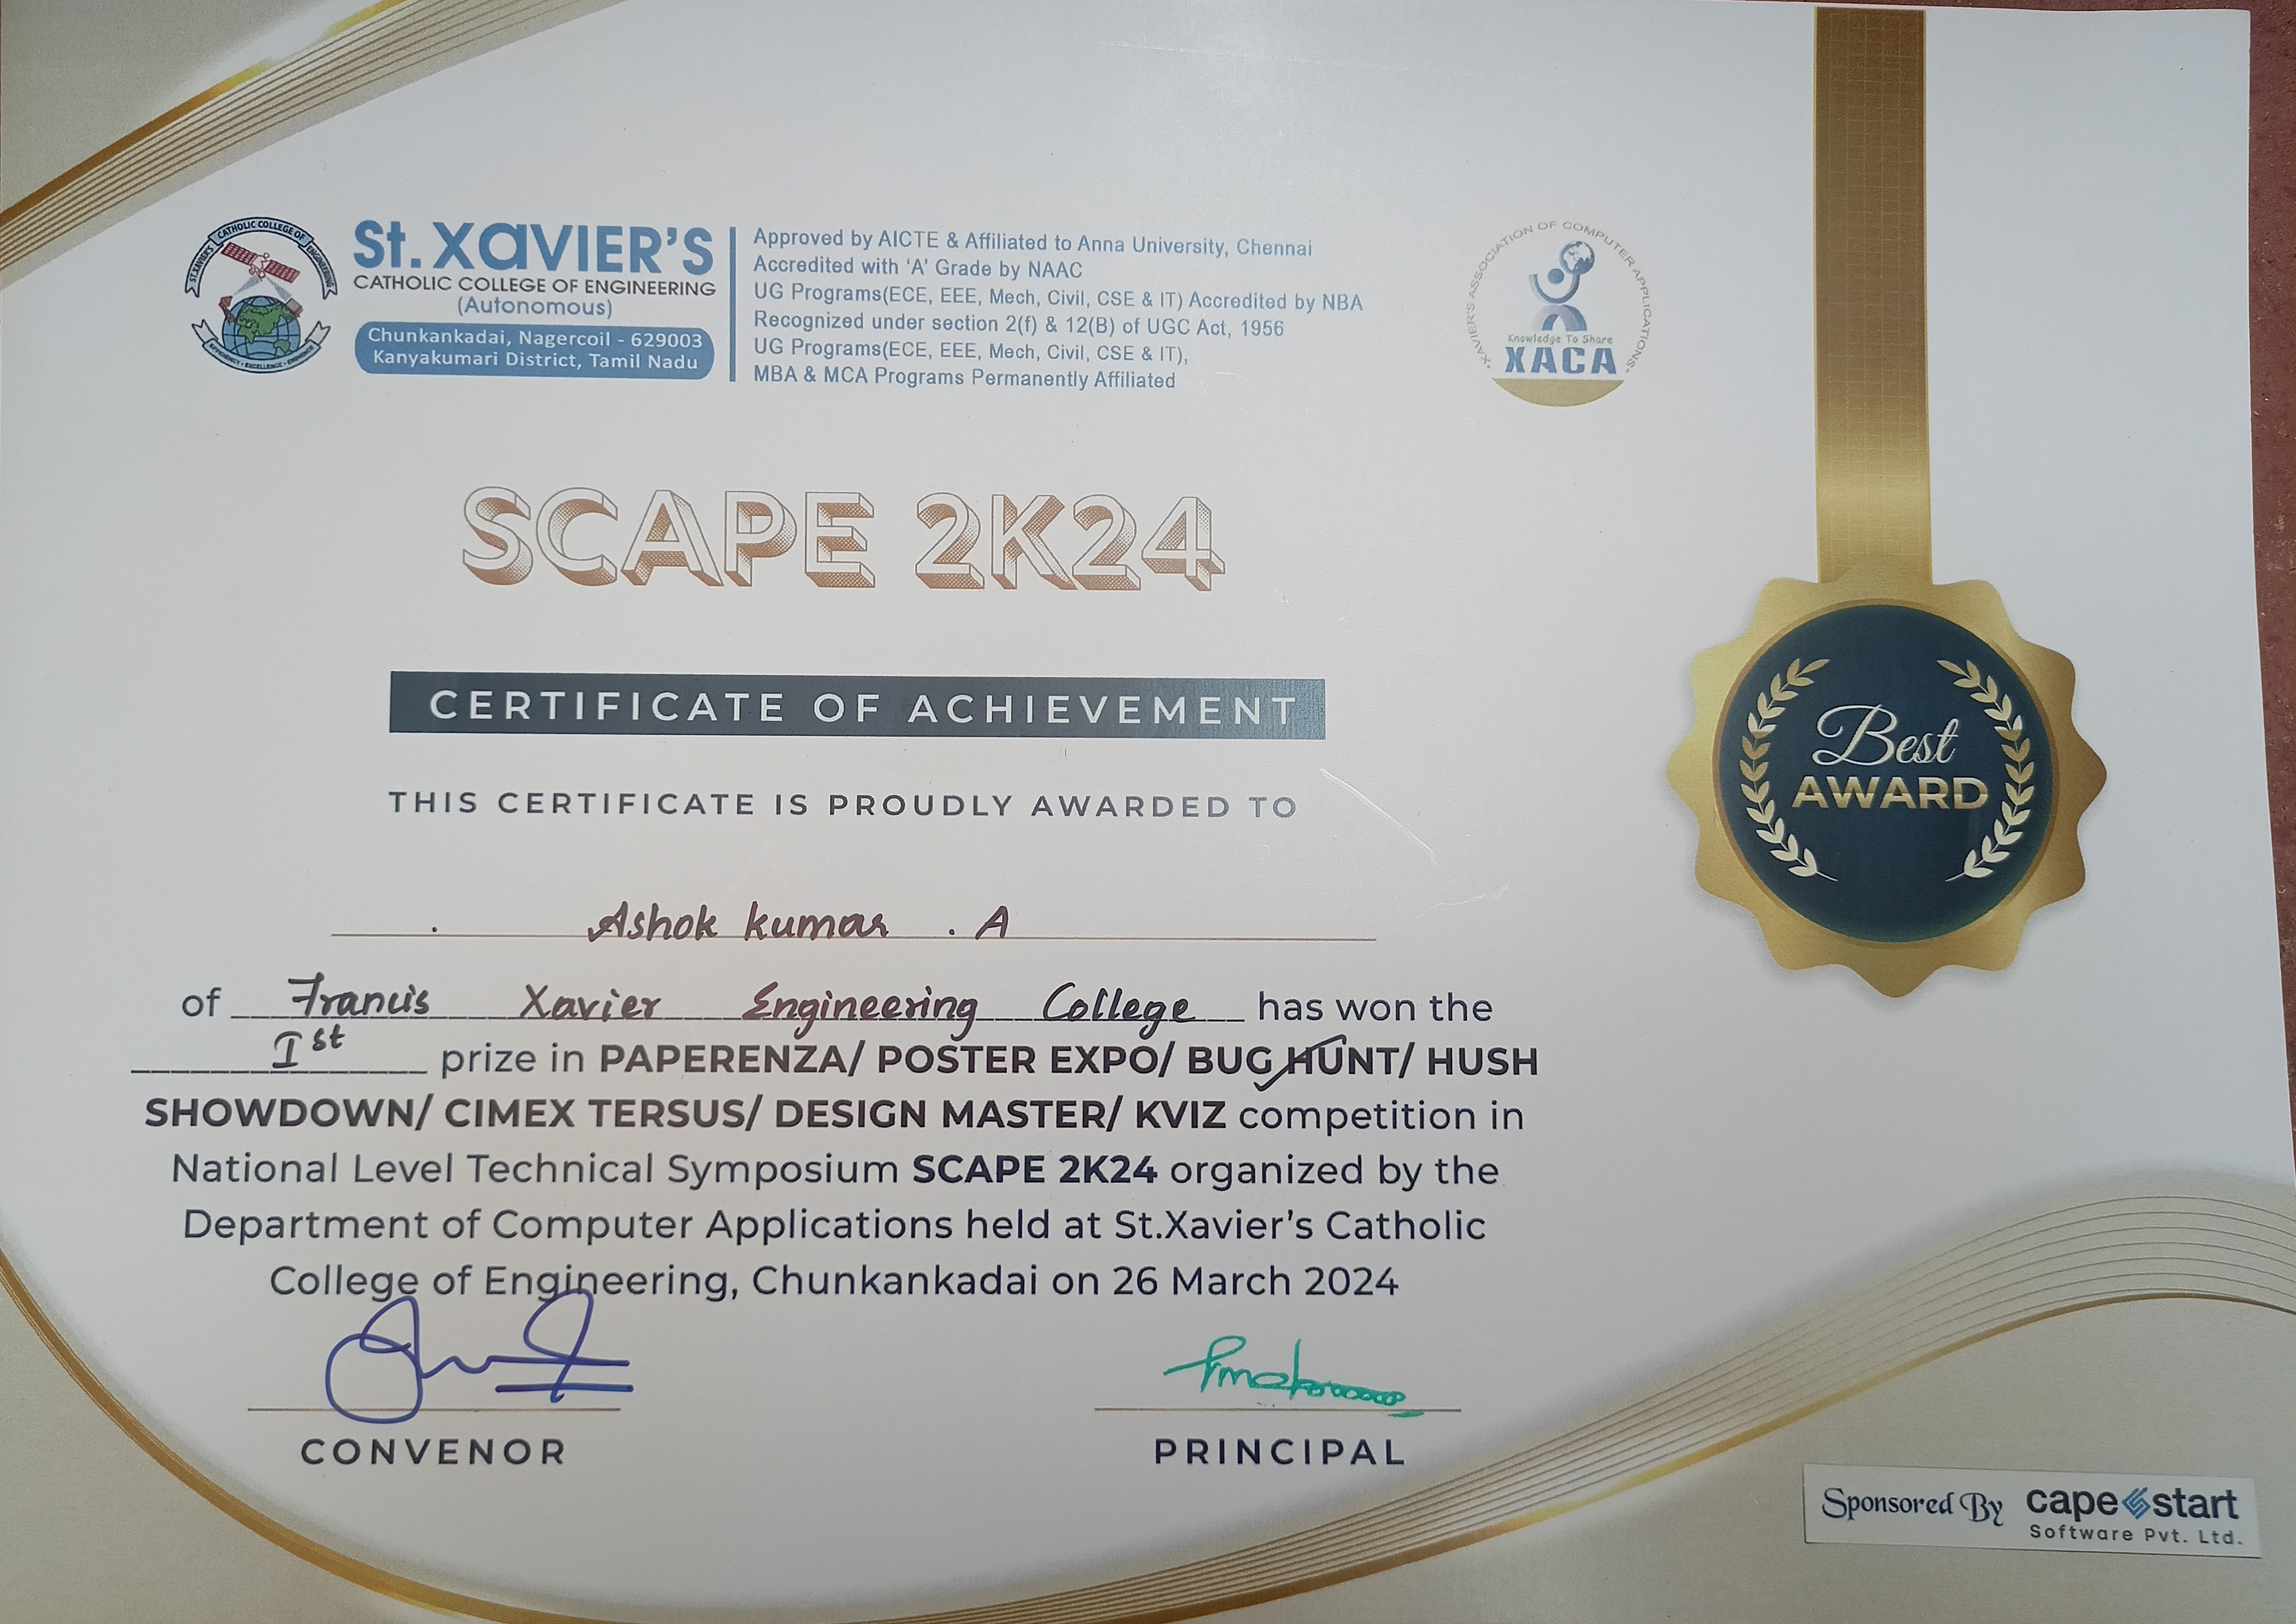 ST.XAVIER'S CATHOLIC COLLEGE OF ENGINEERING
St. XAVIER'S
CATHOLIC COLLEGE OF ENGINEERING
(Autonomous)
Chunkankadai, Nagercoil - 629003
Kanyakumari District, Tamil Nadu
Approved by AICTE & Affiliated to Anna University, Chennai
Accredited with 'A' Grade by NAAC
UG Programs(ECE, EEE, Mech, Civil, CSE & IT) Accredited by NBA
Recognized under section 2(f) & 12(B) of UGC Act, 1956
UG Programs(ECE, EEE, Mech, Civil, CSE & IT),
MBA & MCA Programs Permanently Affiliated
XAVIER'S ASSOCIATION OF COMPUTER APPLICATIONS
Knowledge To Share
XACA
SCAPE 2K24
CERTIFICATE OF ACHIEVEMENT
THIS CERTIFICATE IS PROUDLY AWARDED TO
Best
AWARD
Ashok kumar . A
of Francis Xavier Engineering College has won the
Ist prize in PAPERENZA/ POSTER EXPO/ BUG HUNT/ HUSH
SHOWDOWN/ CIMEX TERSUS/ DESIGN MASTER/ KVIZ competition in
National Level Technical Symposium SCAPE 2K24 organized by the
Department of Computer Applications held at St.Xavier's Catholic
College of Engineering, Chunkankadai on 26 March 2024
CONVENOR
PRINCIPAL
Sponsored By cape start
Software Pvt. Ltd.